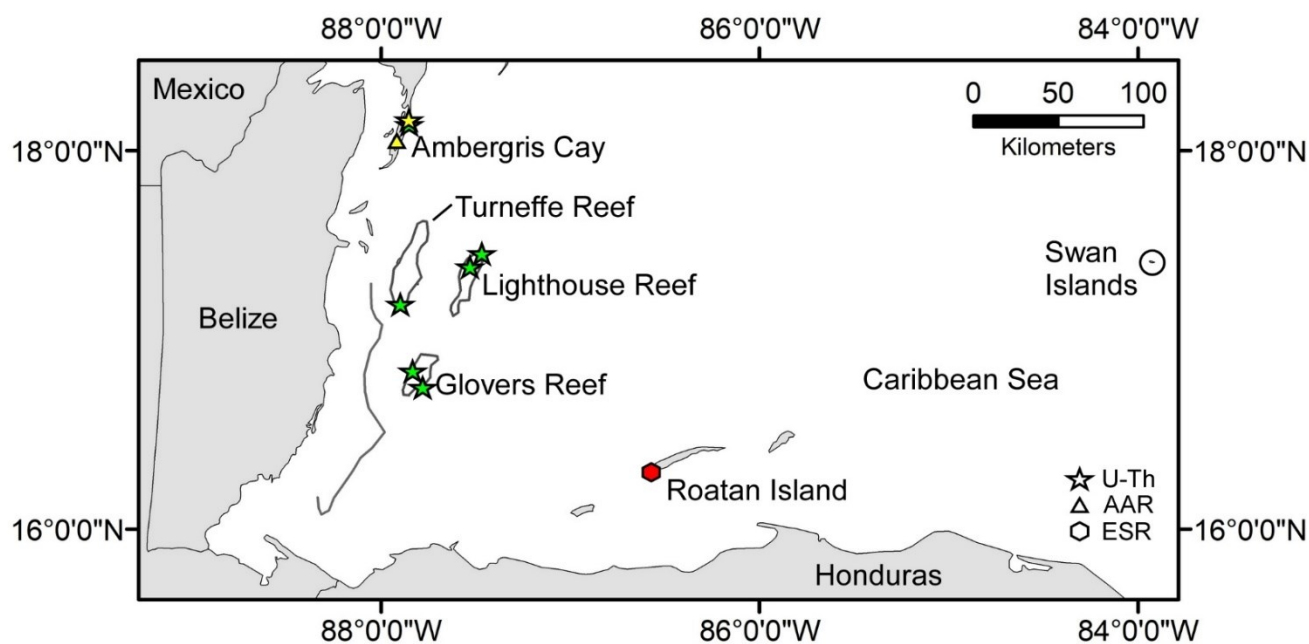 88°0'0"W 86°0'0"W 84°0'0"W
Mexico
0 50 100
Kilometers
18°0'0"N 18°0'0"N
Ambergris Cay
Turneffe Reef
Swan
Islands
Lighthouse Reef
Belize
Glovers Reef
Caribbean Sea
U-Th
Roatan Island
AAR
16°0'0"N 16°0'0"N
ESR
Honduras
88°0'0"W 86°0'0"W 84°0'0"W